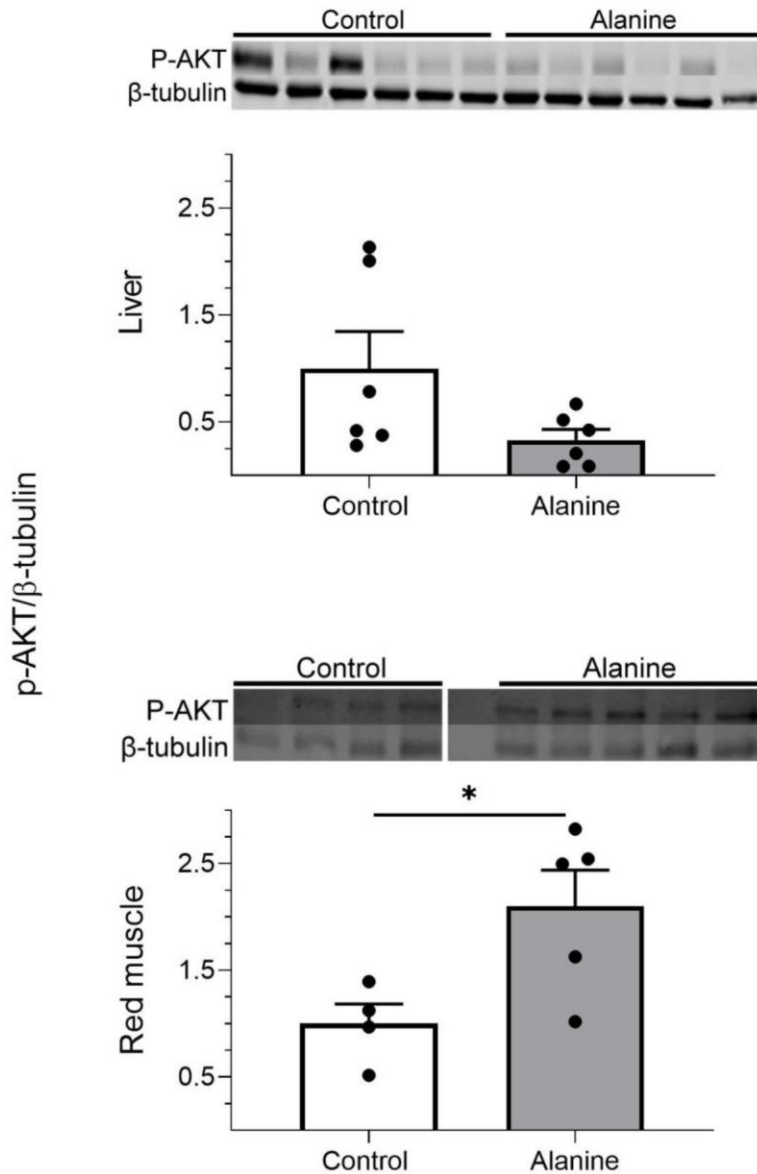 Control Alanine
P-AKT
β-tubulin
2.5
1.5
0.5
Liver
Control Alanine
p-AKT/β-tubulin
Control Alanine
P-AKT
β-tubulin
*
2.5
1.5
0.5
Red muscle
Control Alanine